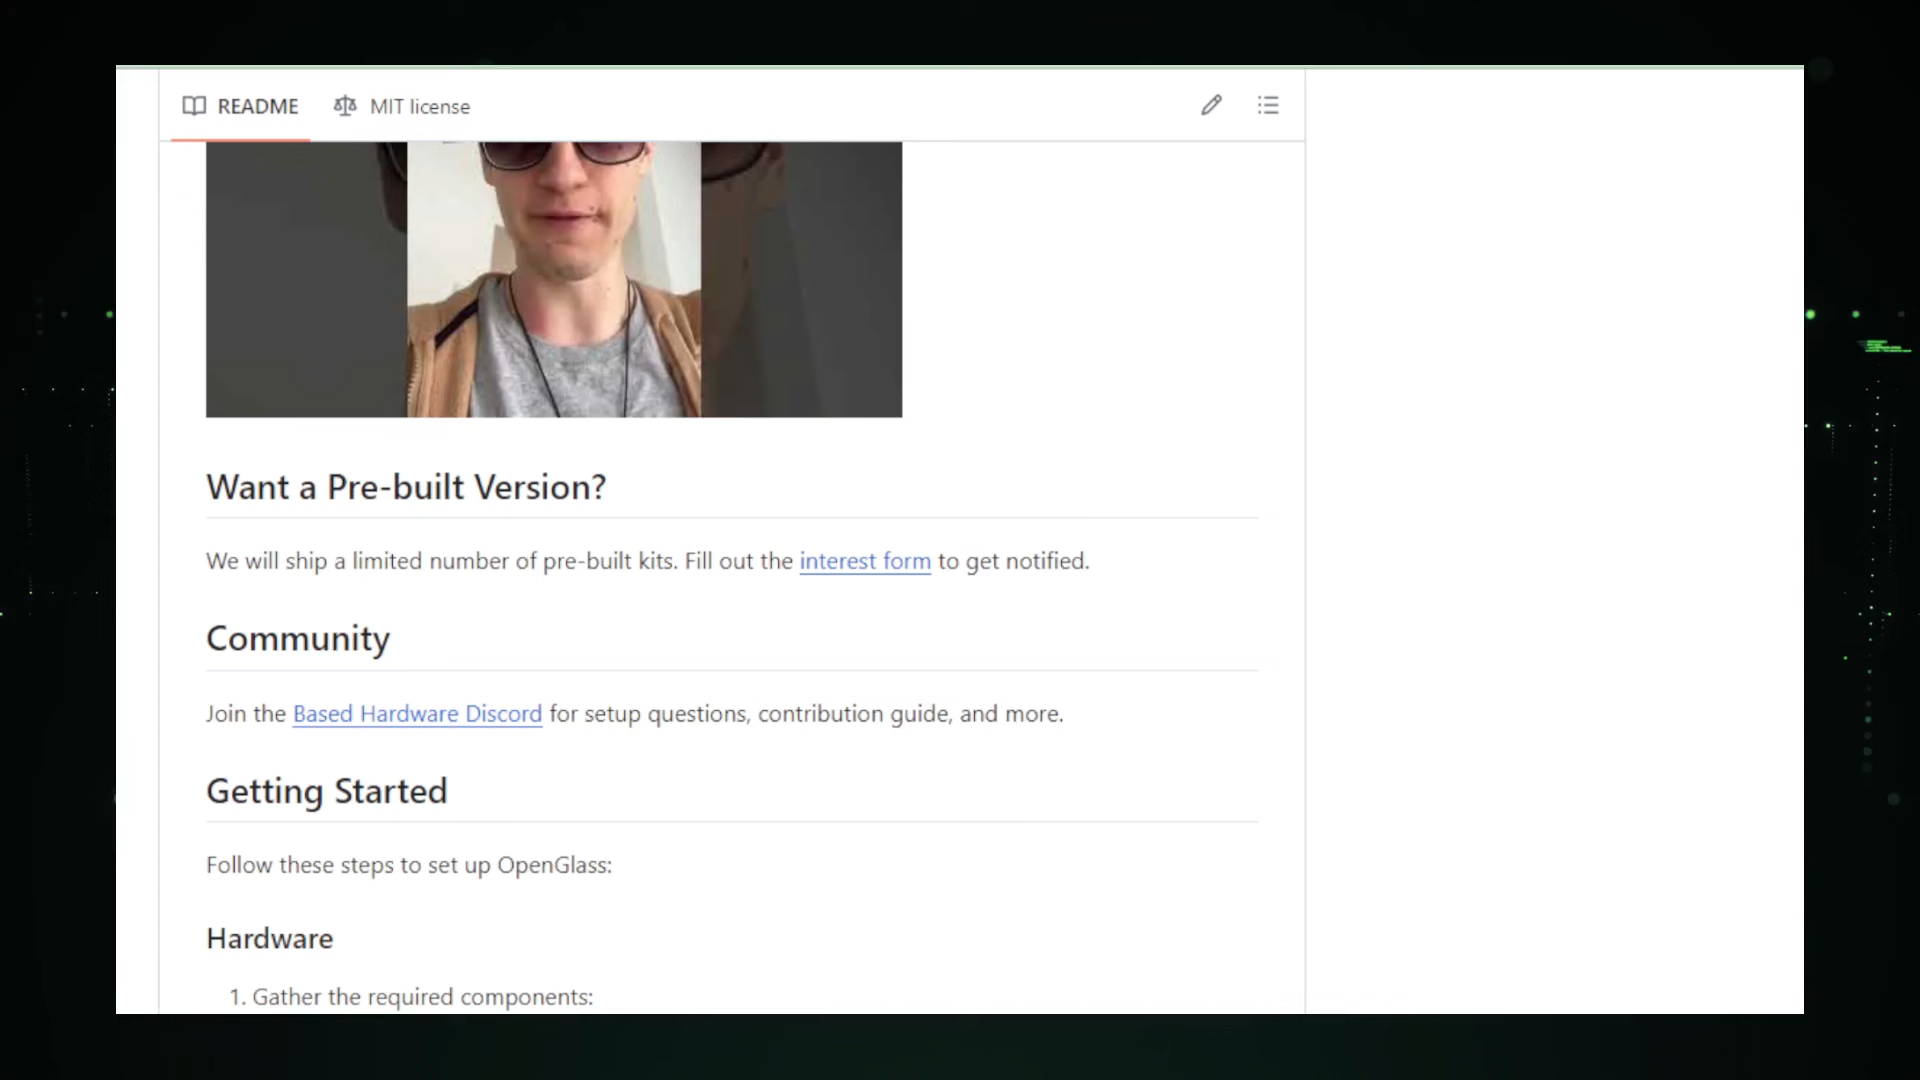 README MIT license
Want a Pre-built Version?
We will ship a limited number of pre-built kits. Fill out the interest form to get notified.
Community
Join the Based Hardware Discord for setup questions, contribution guide, and more.
Getting Started
Follow these steps to set up OpenGlass:
Hardware
1. Gather the required components: